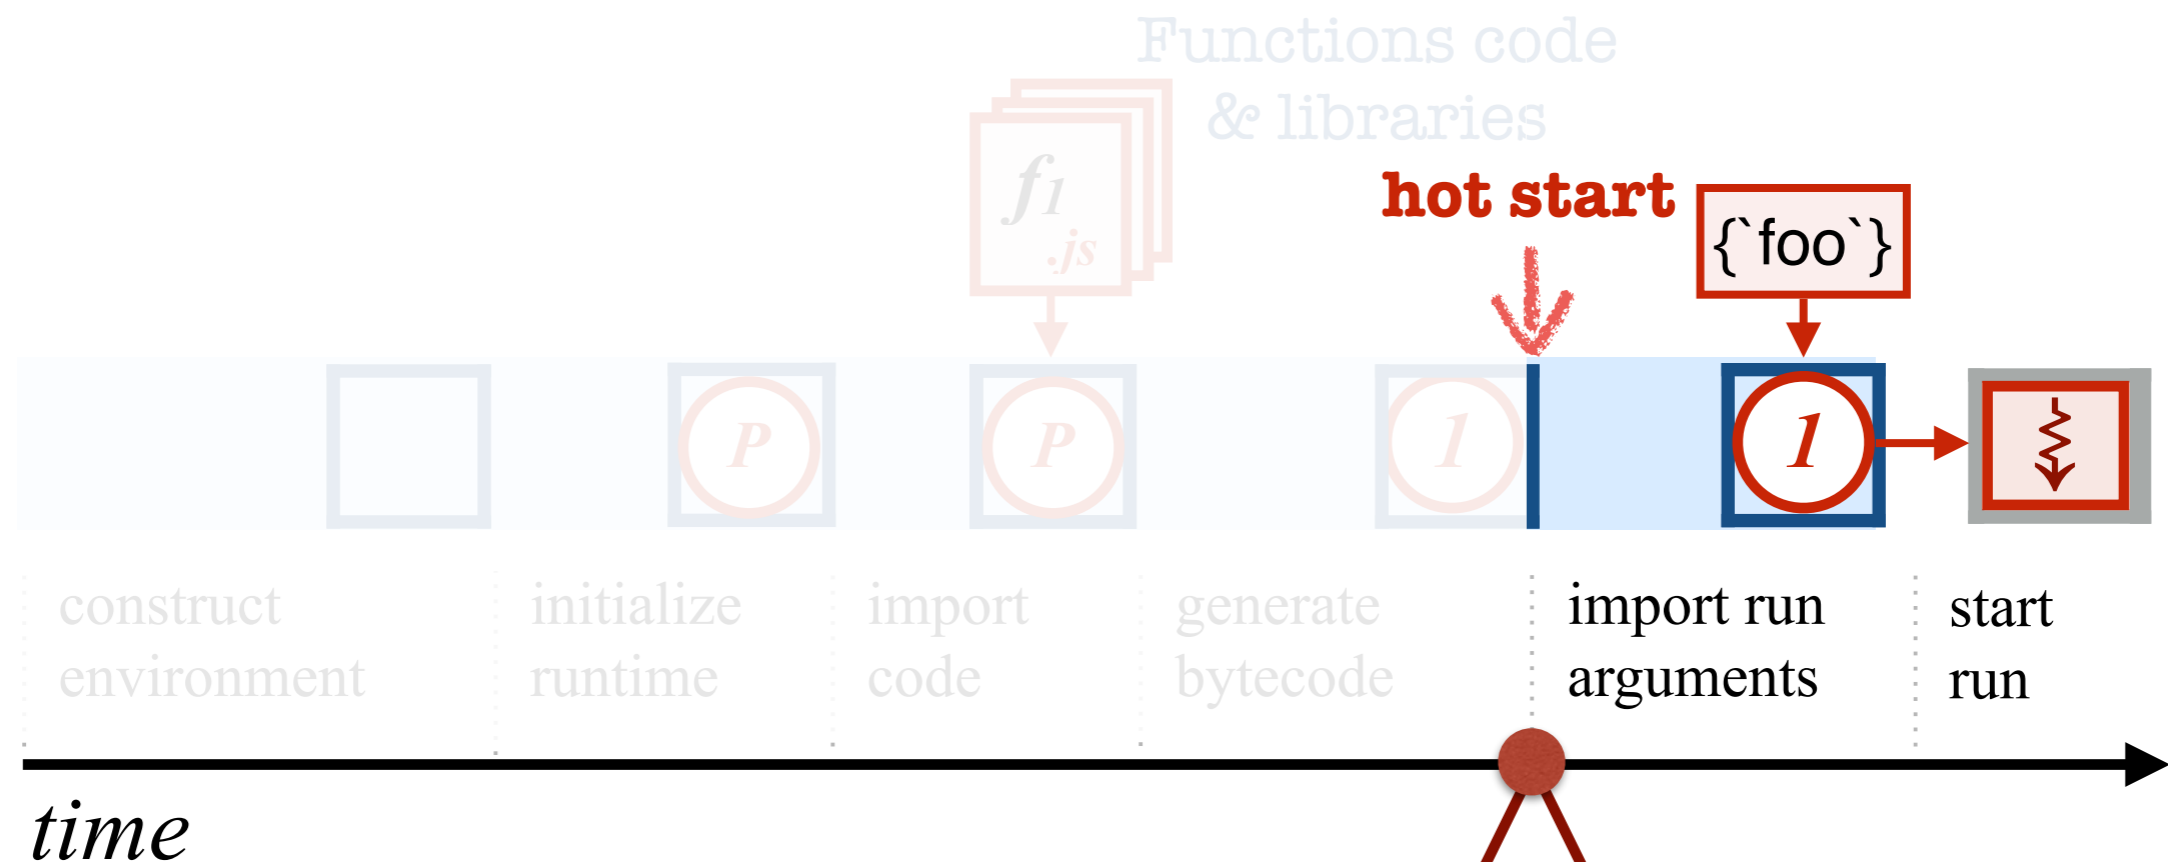 Functions code
& libraries
f1
.js
hot start
{`foo`}
P
P
1
1
construct
environment
initialize
runtime
import
code
generate
bytecode
import run
arguments
start
run
time